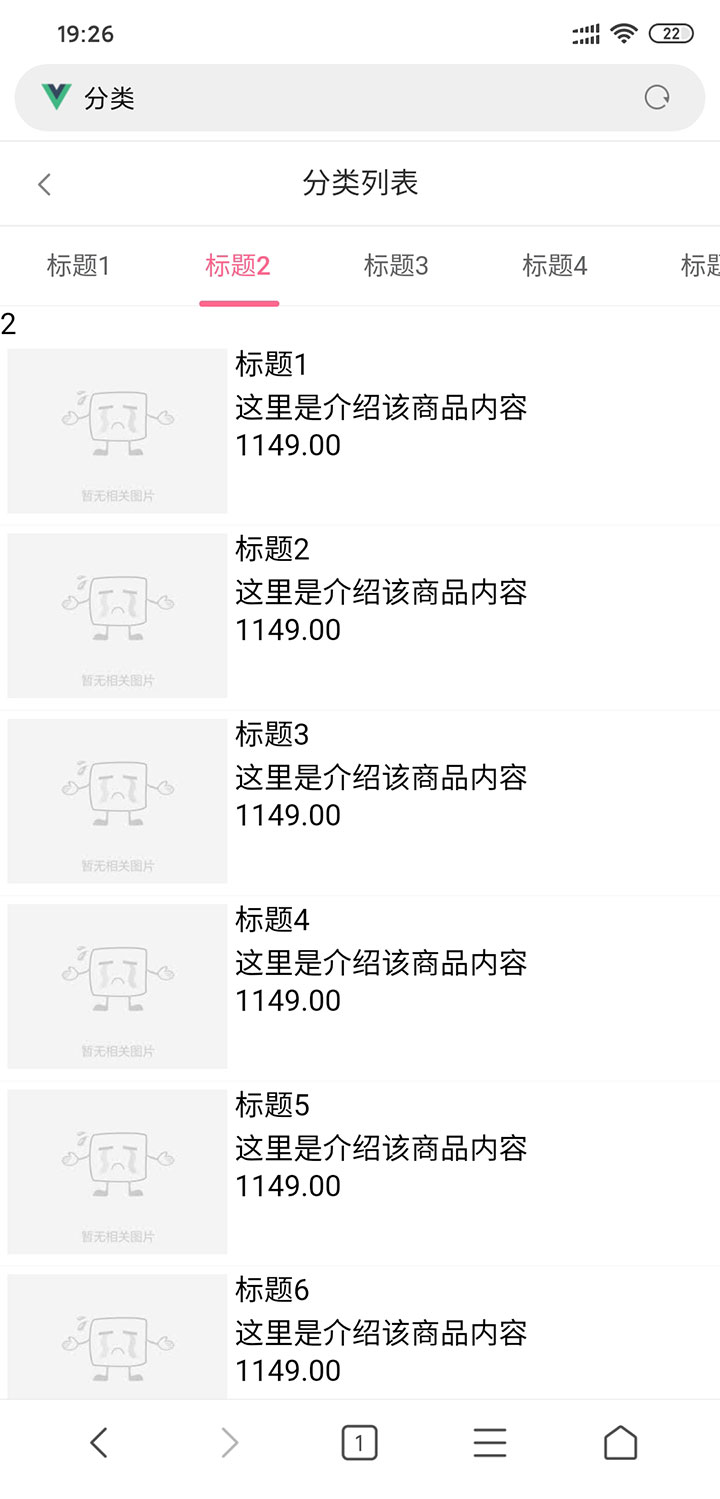 19:26
22
分类
分类列表
标题1 标题2 标题3 标题4 标题
2
标题1
这里是介绍该商品内容
1149.00
暂无相关图片
标题2
这里是介绍该商品内容
1149.00
暂无相关图片
标题3
这里是介绍该商品内容
1149.00
暂无相关图片
标题4
这里是介绍该商品内容
1149.00
暂无相关图片
标题5
这里是介绍该商品内容
1149.00
暂无相关图片
标题6
这里是介绍该商品内容
1149.00
1